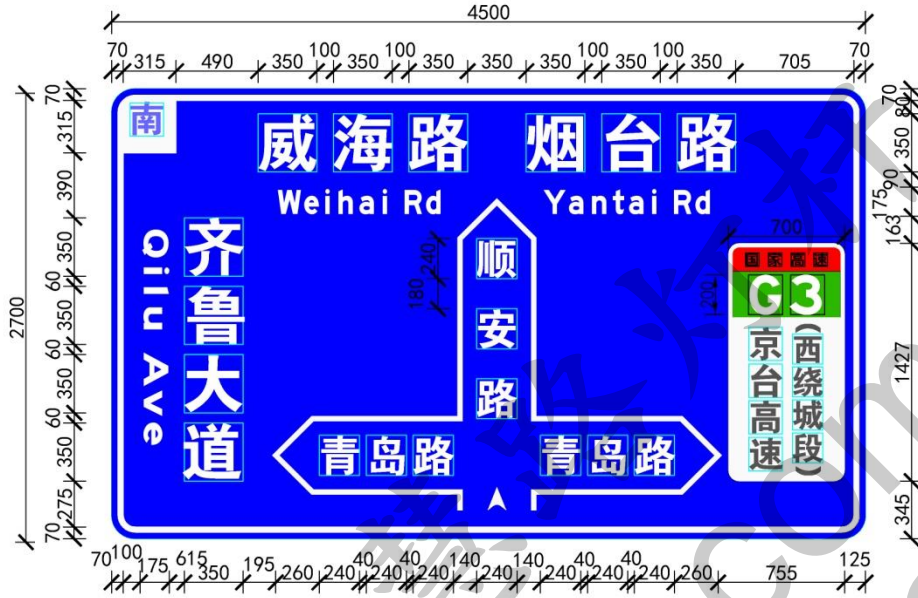 4500
70 315 490 350 100 350 100 350 350 350 100 350 100 350 705 70
南
威海路 烟台路
Weihai Rd Yantai Rd
齐鲁大道
Qilu Ave
顺安路
青岛路 青岛路
国家高速
G3
京台高速
(西绕城段)
700
200
240
180
2700
70 315 390 350 60 350 60 350 60 350 275 70
70 80 350 90 175 163 1427 345
70 100 175 615 350 195 260 240 40 240 40 240 140 240 140 240 40 240 40 240 260 755 125